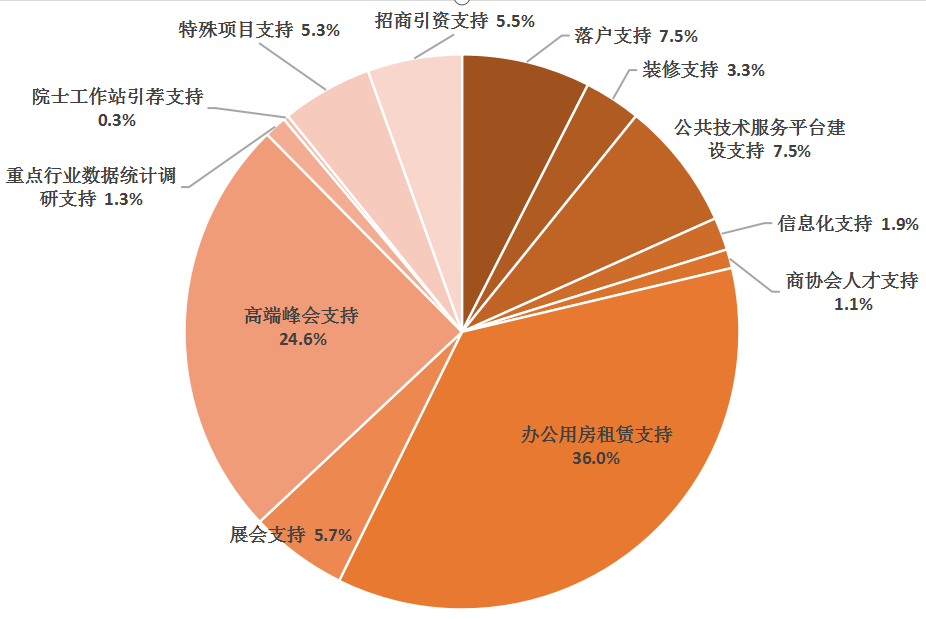 招商引资支持 5.5%
特殊项目支持 5.3%
落户支持 7.5%
装修支持 3.3%
院士工作站引荐支持
0.3%
公共技术服务平台建
设支持 7.5%
重点行业数据统计调
研支持 1.3%
信息化支持 1.9%
商协会人才支持
1.1%
高端峰会支持
24.6%
办公用房租赁支持
36.0%
展会支持 5.7%